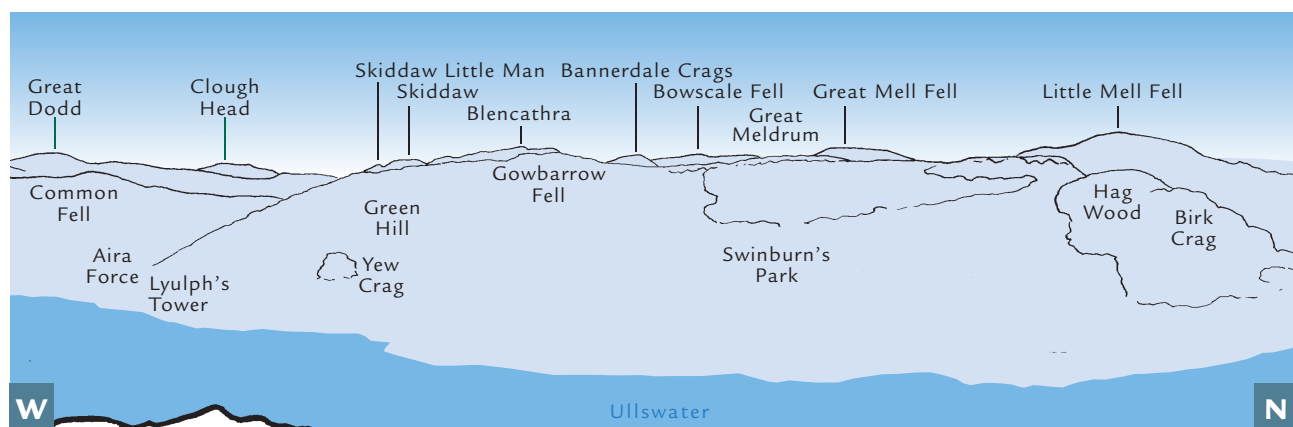 Skiddaw Little Man
Bannerdale Crags
Great
Dodd
Clough
Head
Skiddaw
Bowscale Fell
Great Mell Fell
Little Mell Fell
Blencathra
Great
Meldrum
Common
Fell
Gowbarrow
Fell
Green
Hill
Hag
Wood
Birk
Crag
Aira
Force
Lyulph's
Tower
Yew
Crag
Swinburn's
Park
W
Ullswater
N